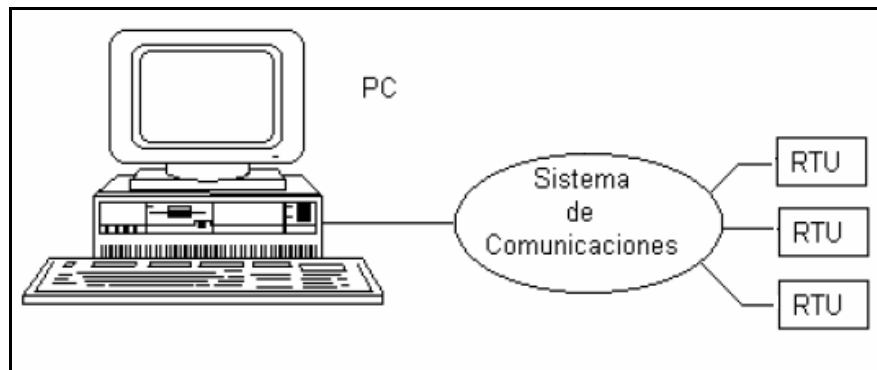 PC
Sistema
de
Comunicaciones
RTU
RTU
RTU